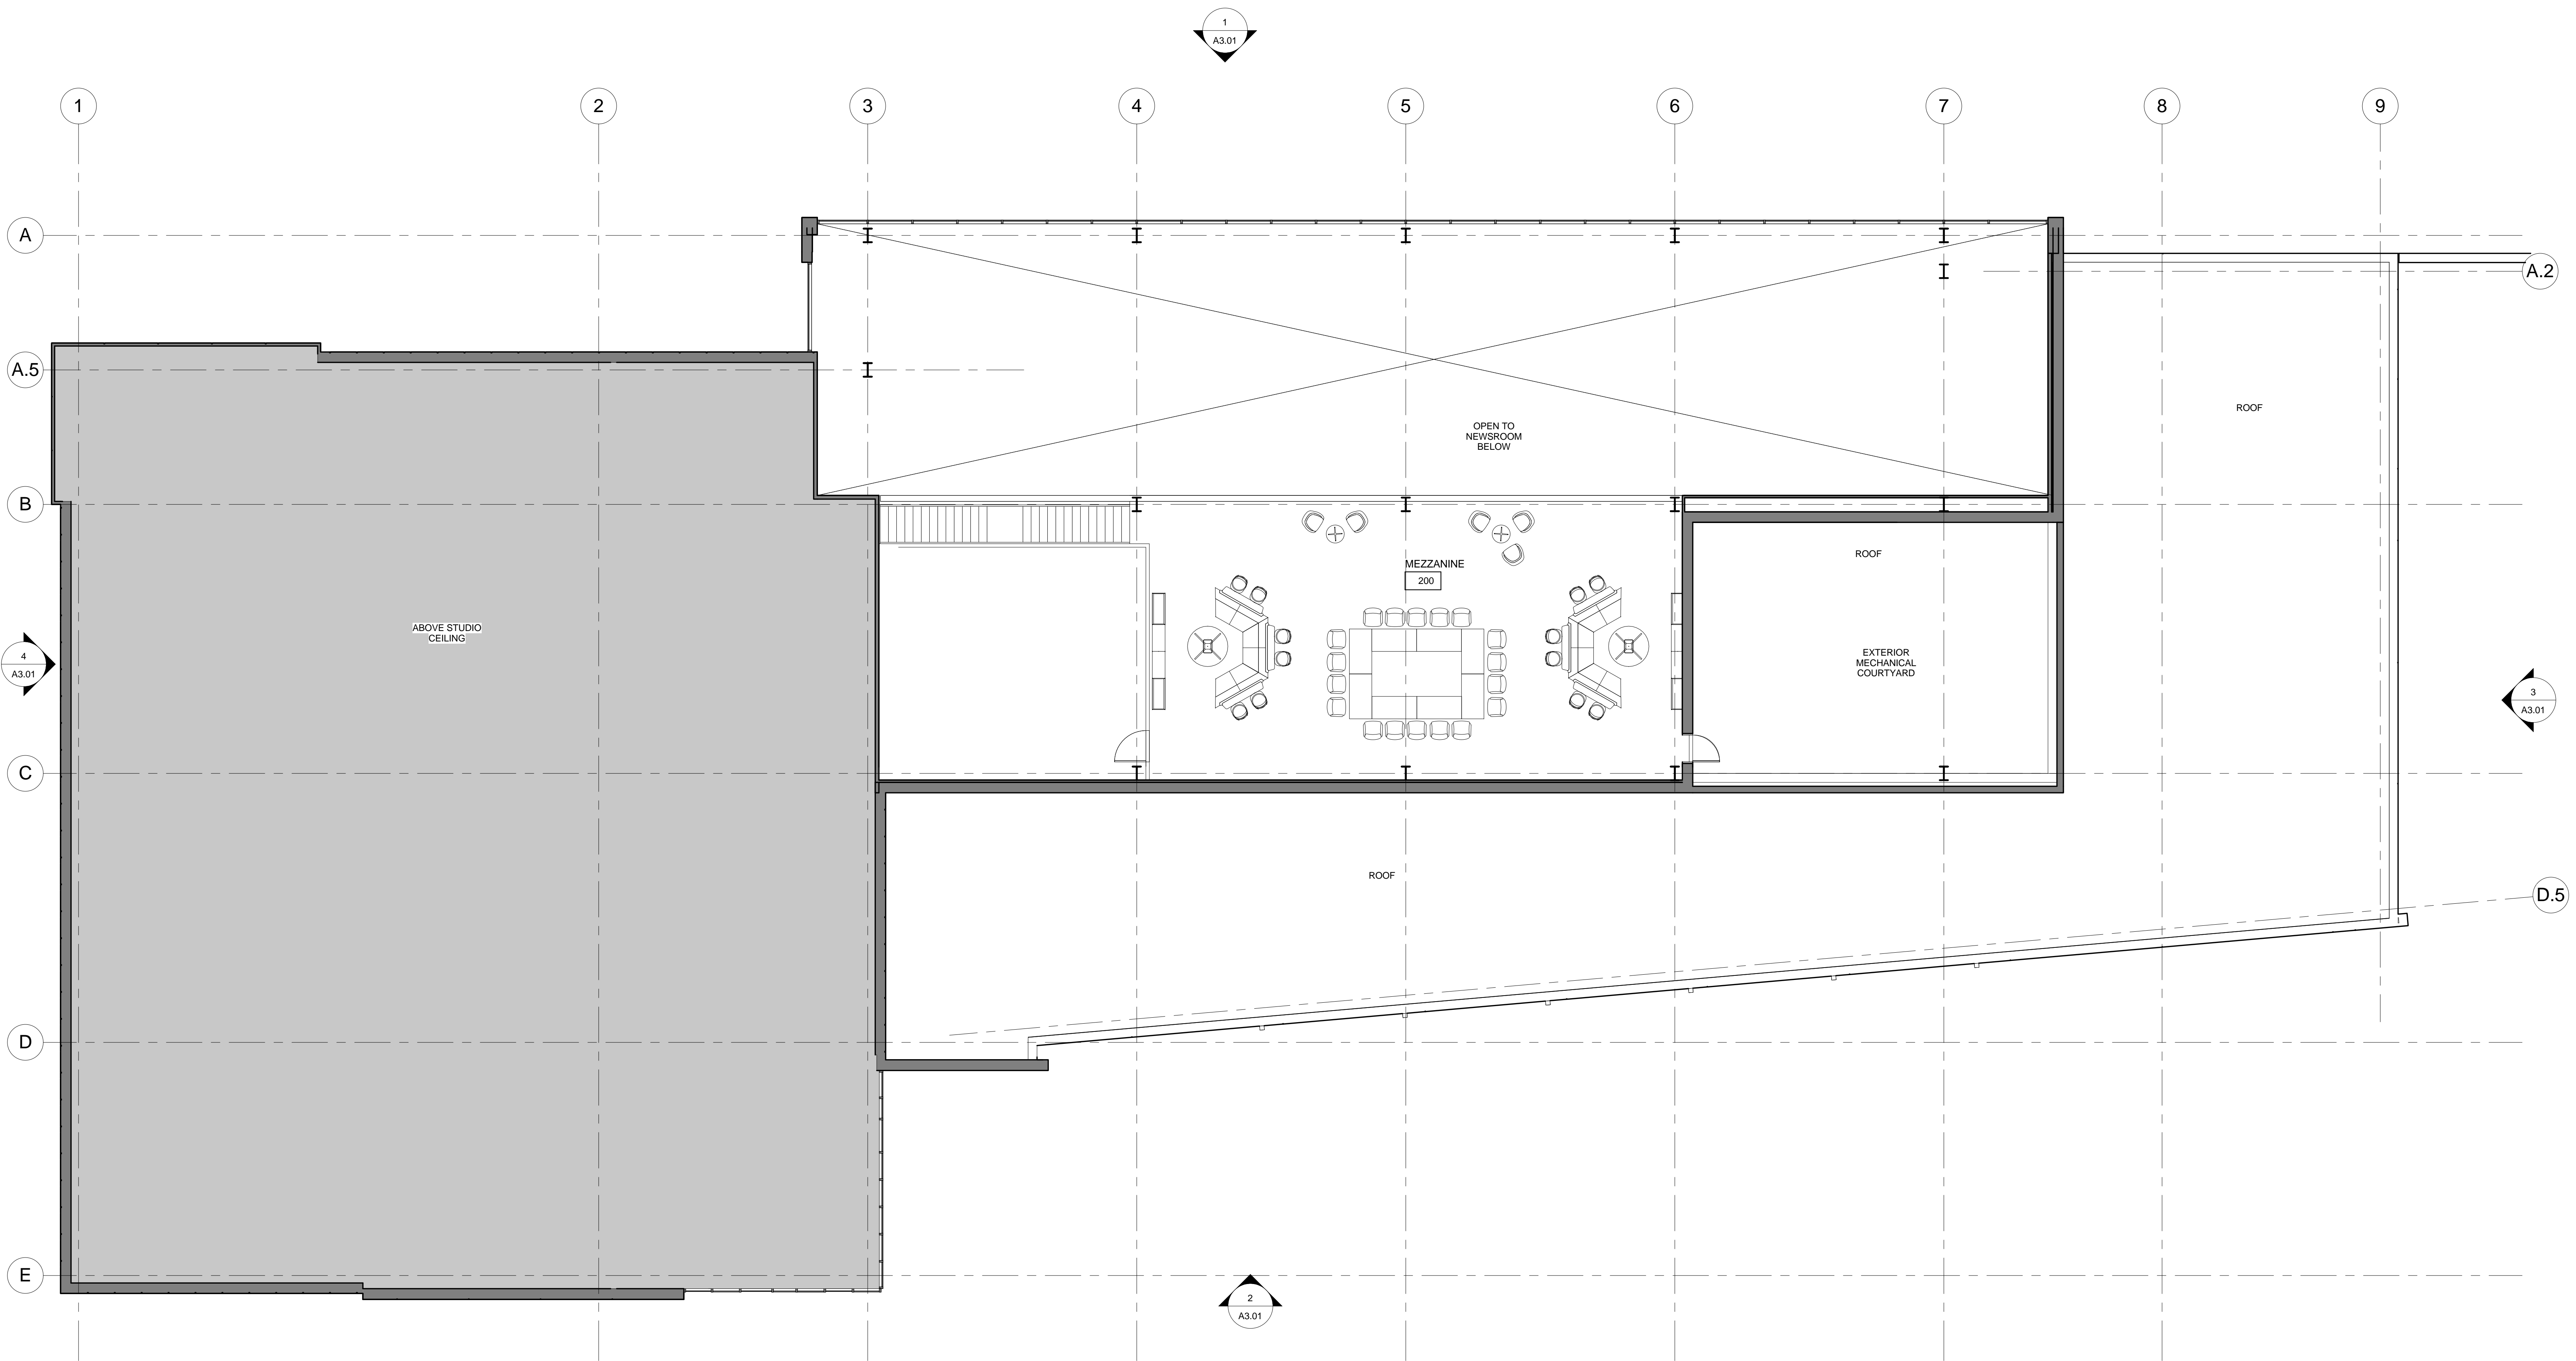 1
A3.01
1
2
3
4
5
6
7
8
9
A
A.2
A.5
ROOF
OPEN TO
NEWSROOM
BELOW
B
ROOF
MEZZANINE
200
ABOVE STUDIO
CEILING
4
A3.01
EXTERIOR
MECHANICAL
COURTYARD
3
A3.01
C
ROOF
D.5
D
E
2
A3.01